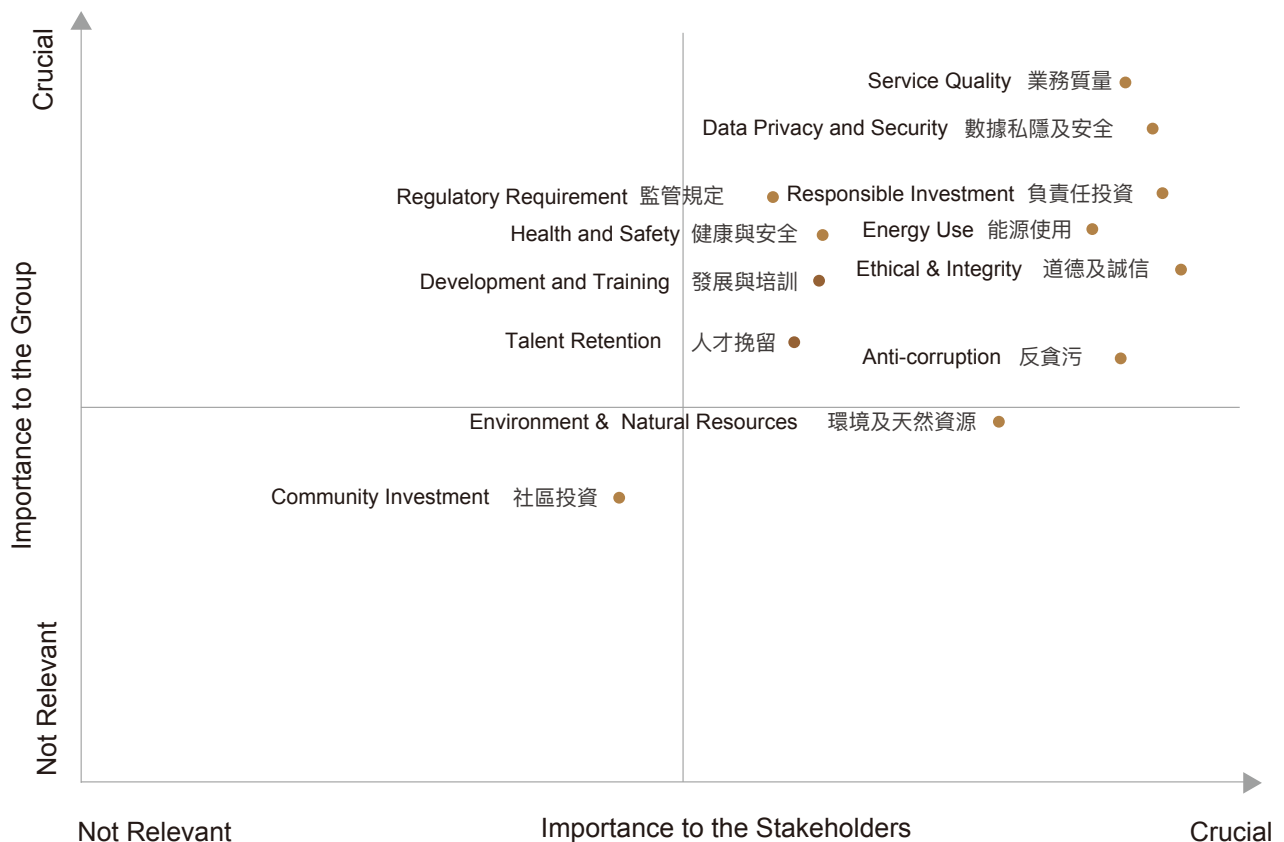 Crucial
Importance to the Group
Not Relevant
Service Quality 業務質量
Data Privacy and Security 數據私隱及安全
Regulatory Requirement 監管規定
Responsible Investment 負責任投資
Health and Safety 健康與安全
Energy Use 能源使用
Development and Training 發展與培訓
Ethical & Integrity 道德及誠信
Talent Retention 人才挽留
Anti-corruption 反貪污
Environment & Natural Resources 環境及天然資源
Community Investment 社區投資
Not Relevant
Importance to the Stakeholders
Crucial